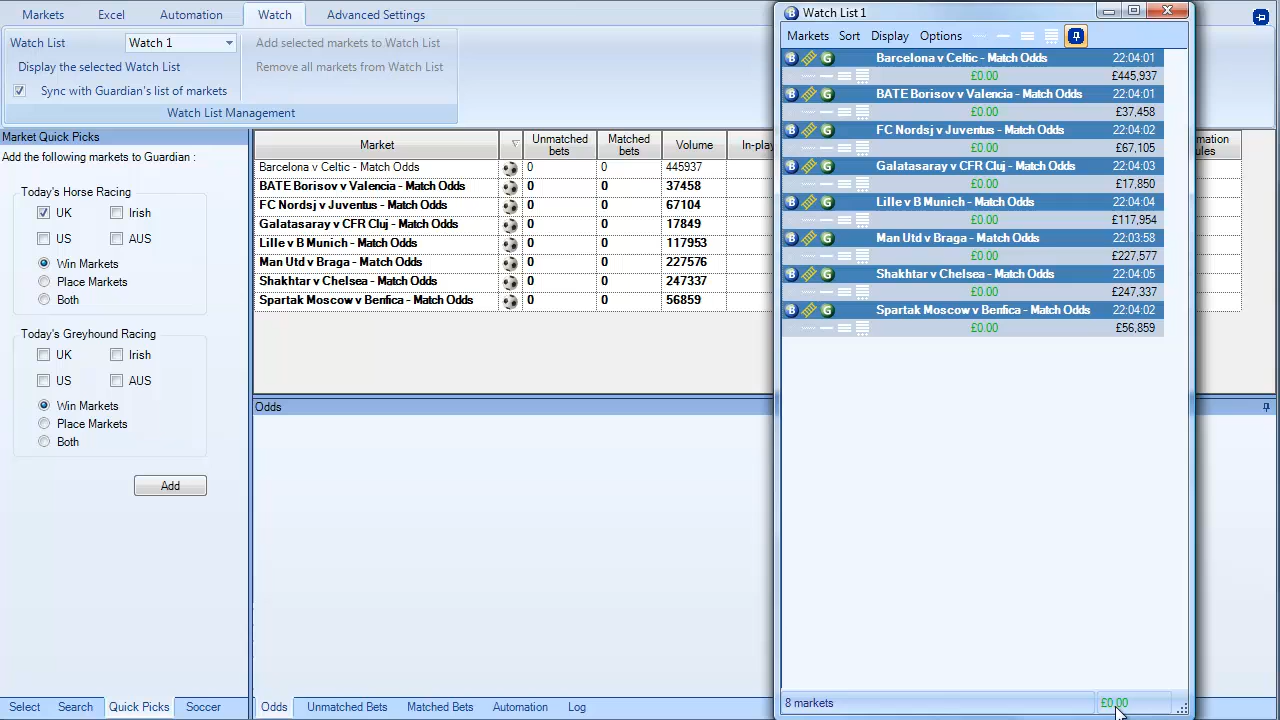 Markets Excel Automation Watch Advanced Settings
Watch List Watch 1 Add selected markets to Watch List
Sync with Guardian's list of markets
Watch List Management
Market Quick Picks
Add the following markets to Guardian:
Today's Horse Racing
UK Irish
US AUS
Win Markets
Place Markets
Both
Today's Greyhound Racing
UK Irish
US AUS
Win Markets
Place Markets
Both
Add
Select Search Quick Picks Soccer
Market Unmatched bets Matched bets Volume In-play
Barcelona v Celtic - Match Odds 0 0 445937
BATE Borisov v Valencia - Match Odds 0 0 37458
FC Nordsj v Juventus - Match Odds 0 0 67104
Galatasaray v CFR Cluj - Match Odds 0 0 17849
Lille v B Munich - Match Odds 0 0 117953
Man Utd v Braga - Match Odds 0 0 227576
Shakhtar v Chelsea - Match Odds 0 0 247337
Spartak Moscow v Benfica - Match Odds 0 0 56859
Odds
Odds Unmatched Bets Matched Bets Automation Log
Watch List 1
Markets Sort Display Options
B G Barcelona v Celtic - Match Odds 22:04:01
£0.00 £445,937
B G BATE Borisov v Valencia - Match Odds 22:04:01
£0.00 £37,458
B G FC Nordsj v Juventus - Match Odds 22:04:02
£0.00 £67,105
B G Galatasaray v CFR Cluj - Match Odds 22:04:03
£0.00 £17,850
B G Lille v B Munich - Match Odds 22:04:04
£0.00 £117,954
B G Man Utd v Braga - Match Odds 22:03:58
£0.00 £227,577
B G Shakhtar v Chelsea - Match Odds 22:04:05
£0.00 £247,337
B G Spartak Moscow v Benfica - Match Odds 22:04:02
£0.00 £56,859
8 markets £0.00